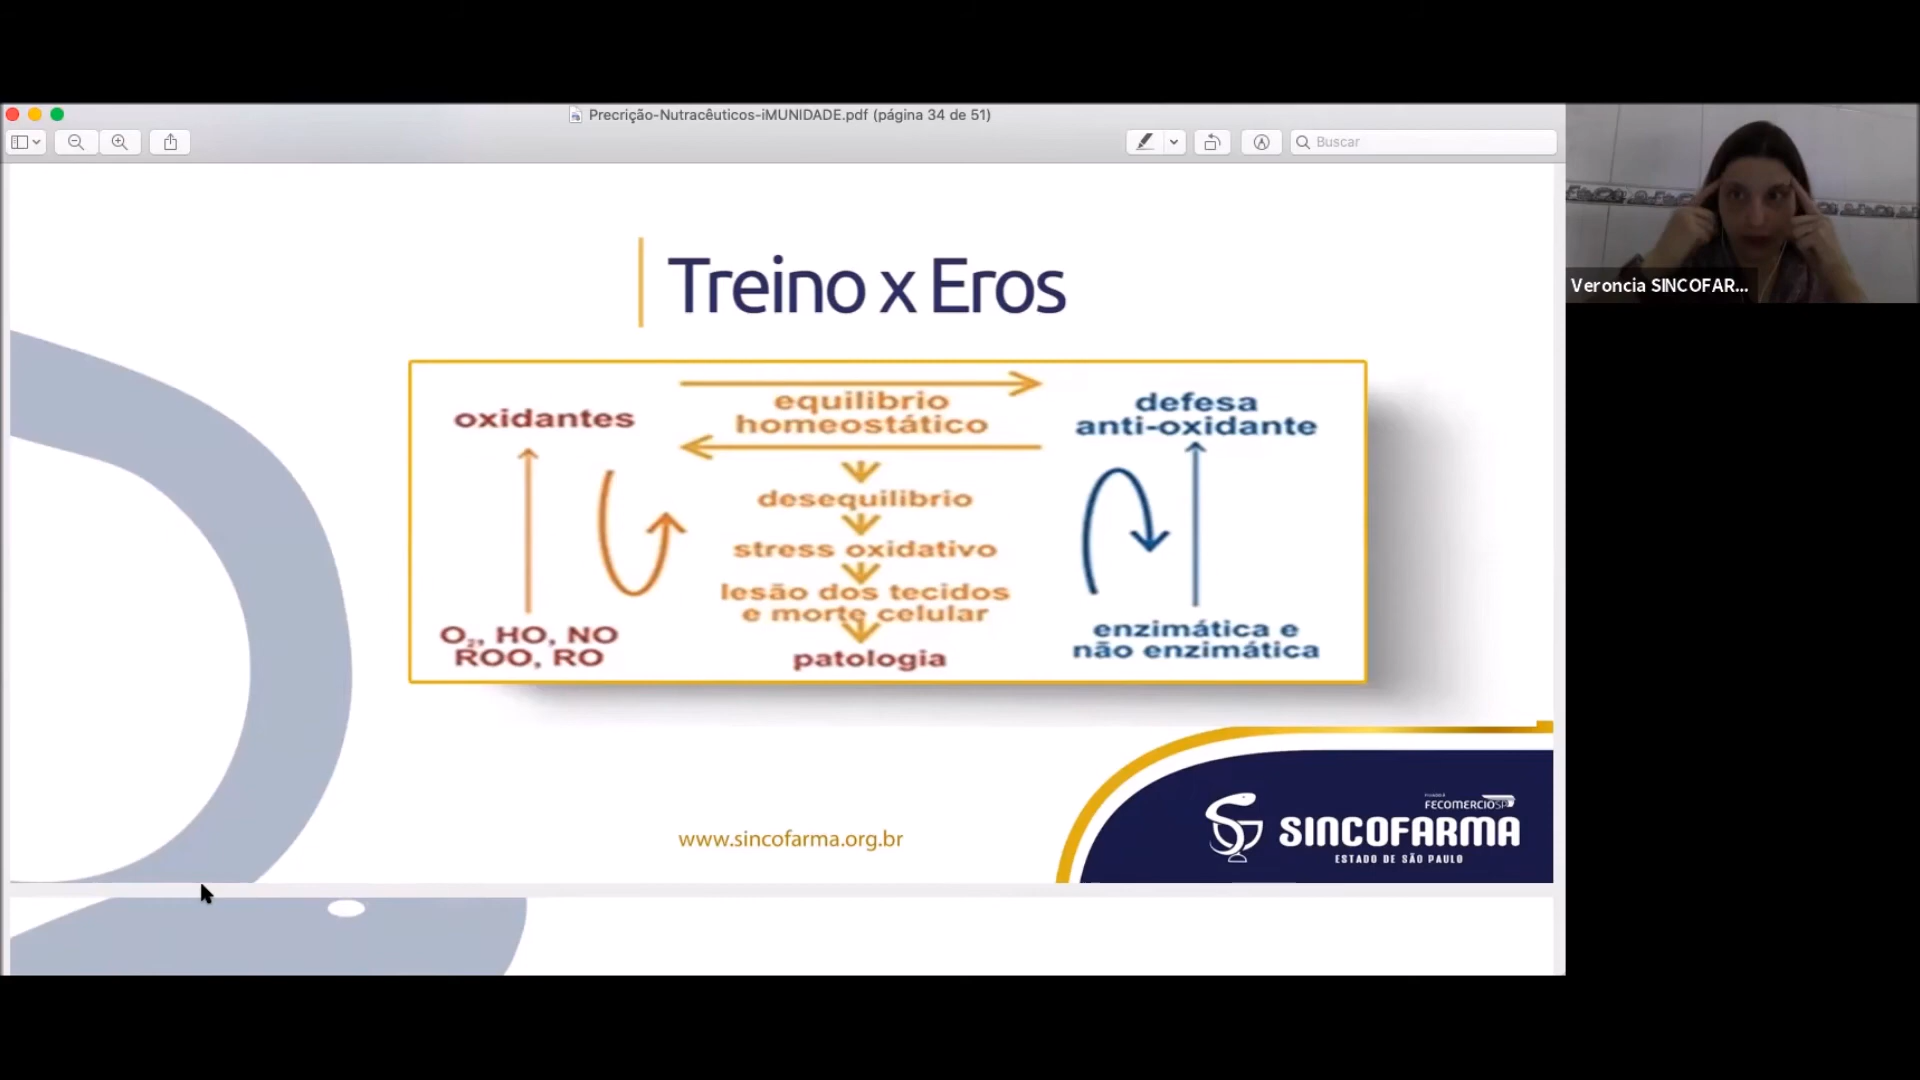 Precrição-Nutracêuticos-iMUNIDADE.pdf (página 34 de 51)
Buscar
Treino x Eros
oxidantes
equilibrio
homeostático
defesa
anti-oxidante
desequilibrio
stress oxidativo
lesão dos tecidos
e morte celular
patologia
O₂, HO, NO
ROO, RO
enzimática e
não enzimática
www.sincofarma.org.br
FECOMERCIO
SINCOFARMA
ESTADO DE SÃO PAULO
Veroncia SINCOFAR...